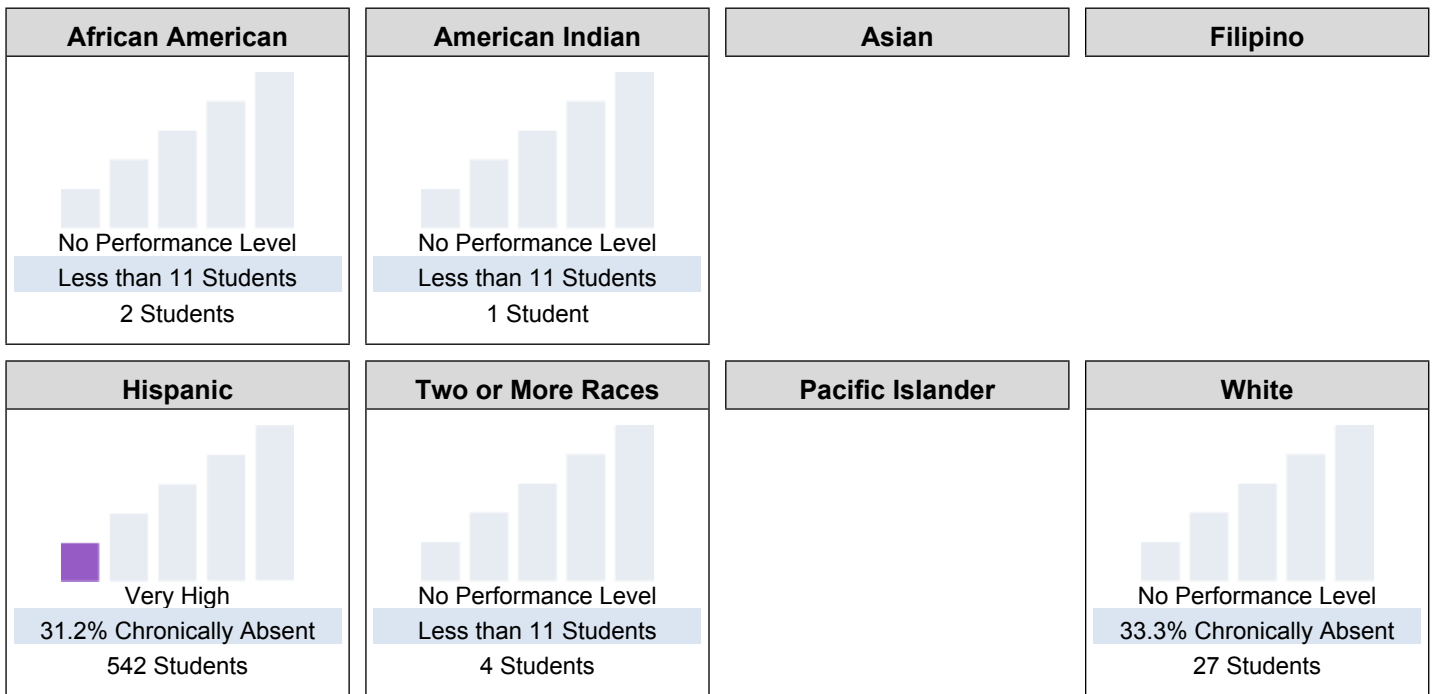 African American
No Performance Level
Less than 11 Students
2 Students
American Indian
No Performance Level
Less than 11 Students
1 Student
Asian
Filipino
Hispanic
Very High
31.2% Chronically Absent
542 Students
Two or More Races
No Performance Level
Less than 11 Students
4 Students
Pacific Islander
White
No Performance Level
33.3% Chronically Absent
27 Students